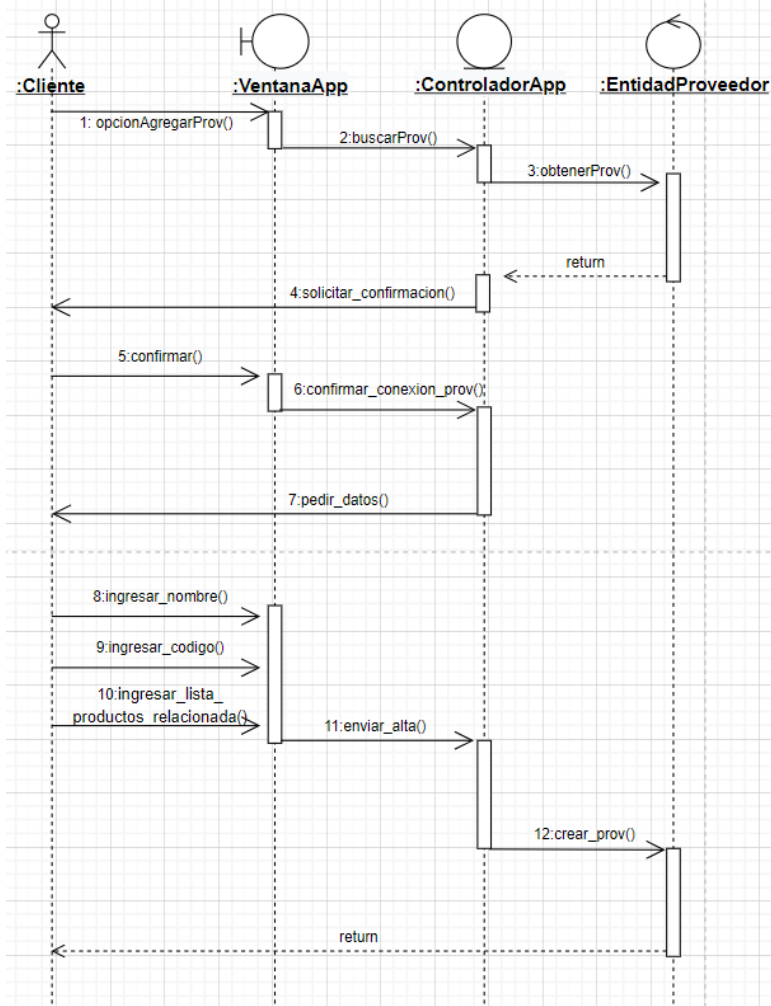 :Cliente
:VentanaApp
:ControladorApp
:EntidadProveedor
1: opcionAgregarProv()
2:buscarProv()
3:obtenerProv()
return
4:solicitar_confirmacion()
5:confirmar()
6:confirmar_conexion_prov()
7:pedir_datos()
8:ingresar_nombre()
9:ingresar_codigo()
10:ingresar_lista_
productos_relacionada()
11:enviar_alta()
12:crear_prov()
return